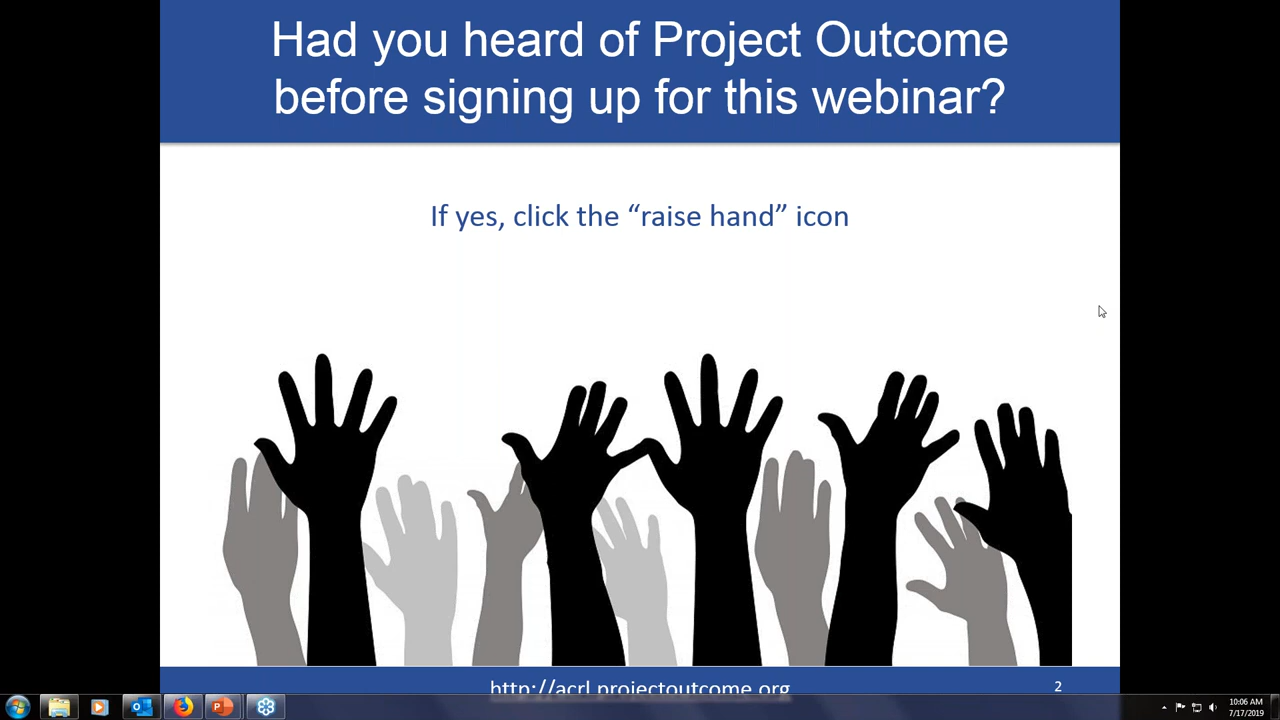 Had you heard of Project Outcome
before signing up for this webinar?
If yes, click the “raise hand” icon
http://acrl.projectoutcome.org
2
10:06 AM
7/17/2019